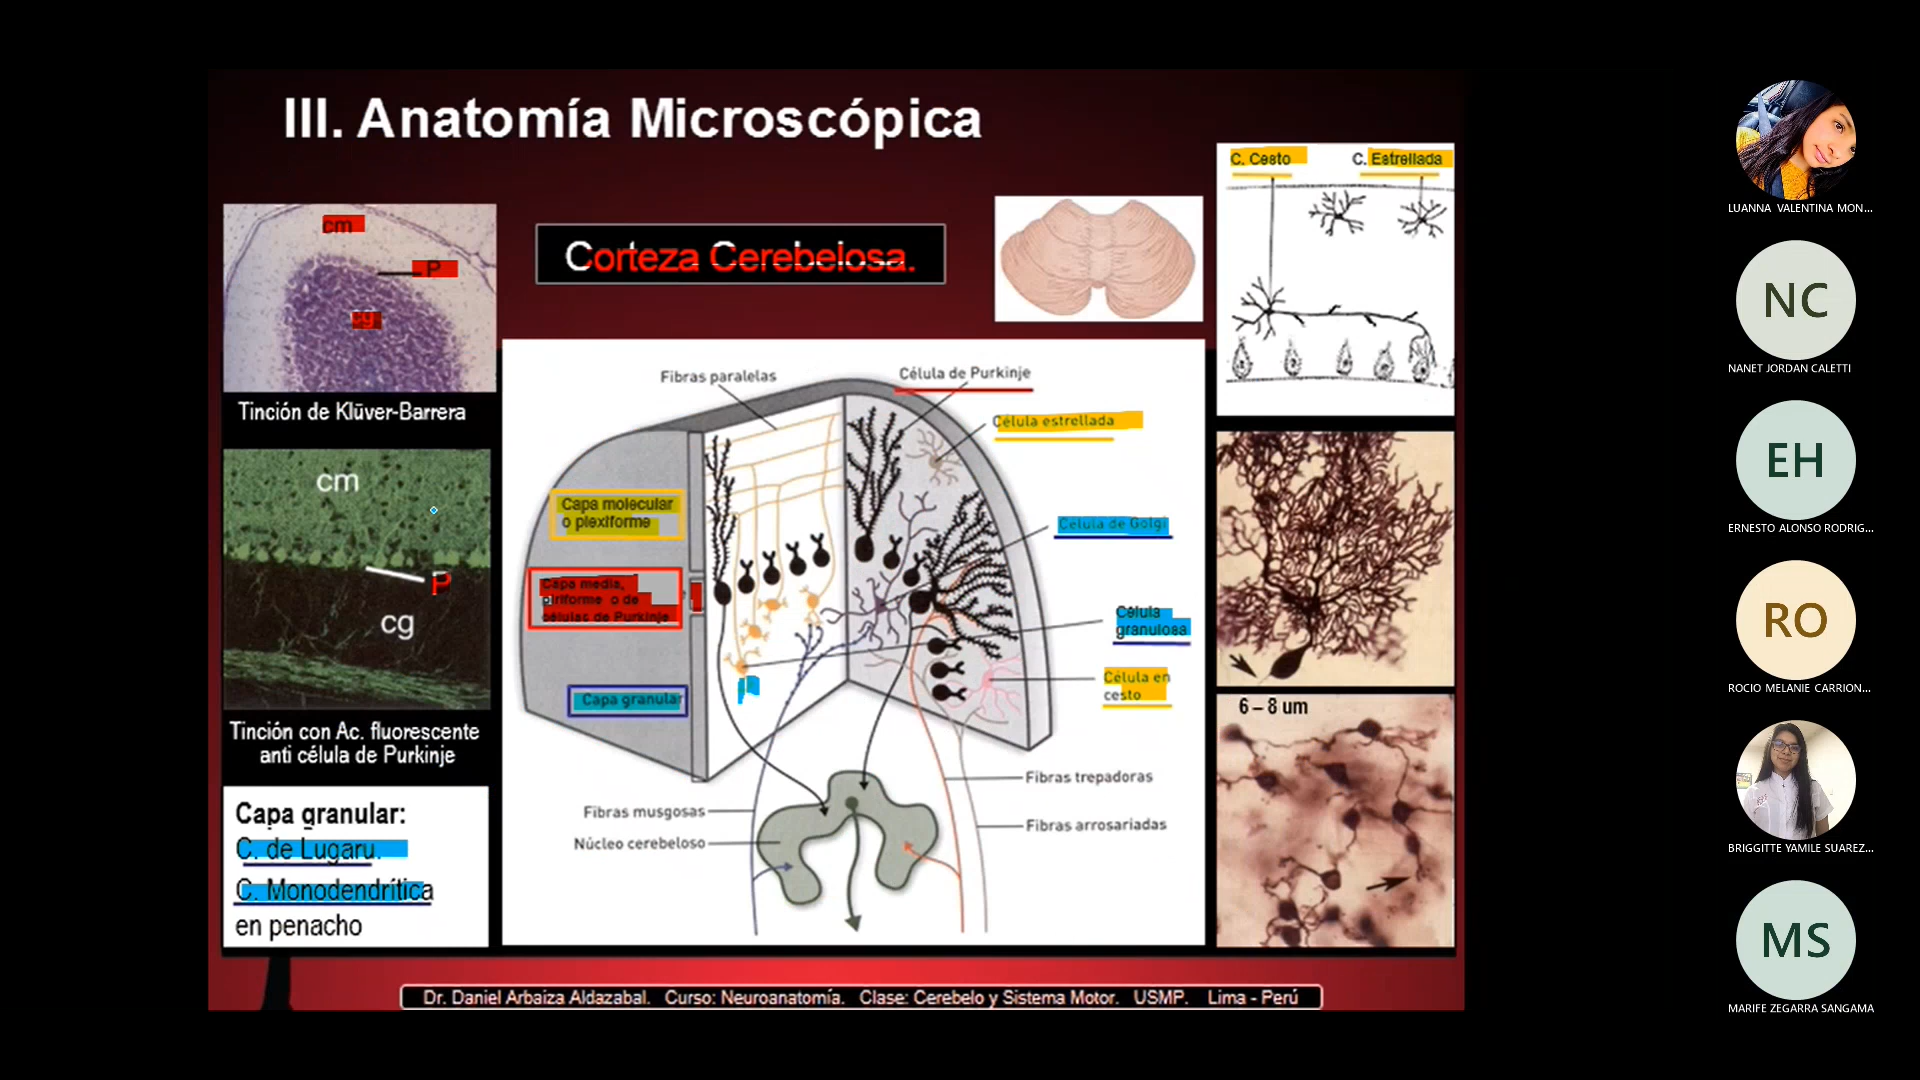 III. Anatomía Microscópica
cm
P
cg
Tinción de Klüver-Barrera
cm
P
cg
Tinción con Ac. fluorescente
anti célula de Purkinje
Capa granular:
C. de Lugaru.
C. Monodendrítica
en penacho
Corteza Cerebelosa.
Fibras paralelas
Célula de Purkinje
Célula estrellada
Capa molecular
o plexiforme
Célula de Golgi
Capa media,
piriforme o de
células de Purkinje
Célula
granulosa
Célula en
cesto
Capa granular
Fibras trepadoras
Fibras musgosas
Fibras arrosariadas
Núcleo cerebeloso
C. Cesto
C. Estrellada
6 – 8 um
Dr. Daniel Arbaiza Aldazabal. Curso: Neuroanatomía. Clase: Cerebelo y Sistema Motor. USMP. Lima - Perú
LUANNA VALENTINA MON...
NC
NANET JORDAN CALETTI
EH
ERNESTO ALONSO RODRIG...
RO
ROCIO MELANIE CARRION...
BRIGGITTE YAMILE SUAREZ...
MS
MARIFE ZEGARRA SANGAMA